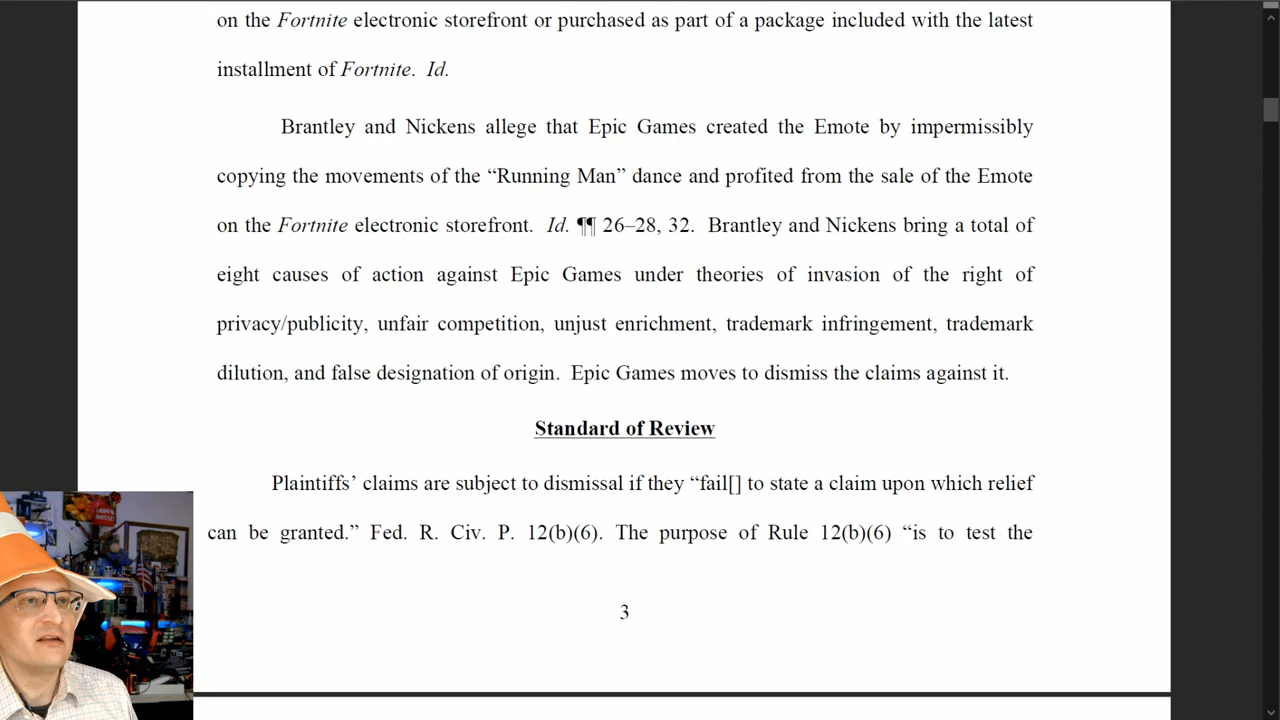 on the Fortnite electronic storefront or purchased as part of a package included with the latest
installment of Fortnite. Id.
Brantley and Nickens allege that Epic Games created the Emote by impermissibly
copying the movements of the “Running Man” dance and profited from the sale of the Emote
on the Fortnite electronic storefront. Id. ¶¶ 26–28, 32. Brantley and Nickens bring a total of
eight causes of action against Epic Games under theories of invasion of the right of
privacy/publicity, unfair competition, unjust enrichment, trademark infringement, trademark
dilution, and false designation of origin. Epic Games moves to dismiss the claims against it.
Standard of Review
Plaintiffs’ claims are subject to dismissal if they “fail[] to state a claim upon which relief
can be granted.” Fed. R. Civ. P. 12(b)(6). The purpose of Rule 12(b)(6) “is to test the
3